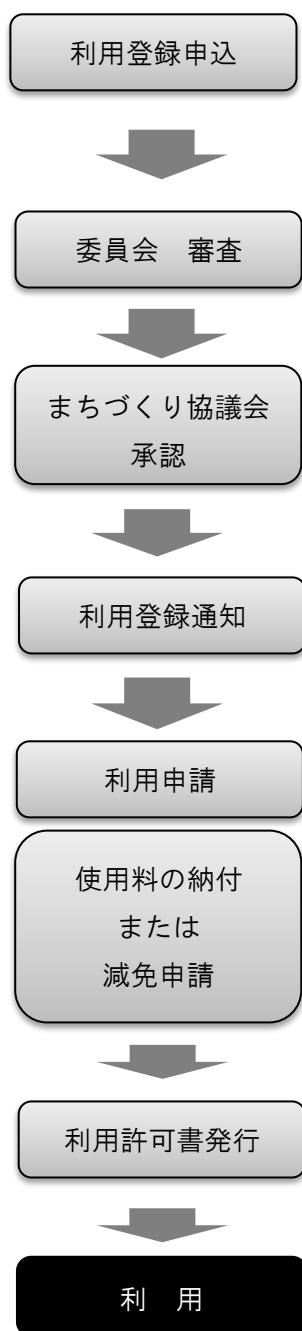 利用登録申込
委員会　審査
まちづくり協議会
承認
利用登録通知
利用申請
使用料の納付
または
減免申請
利用許可書発行
利　用